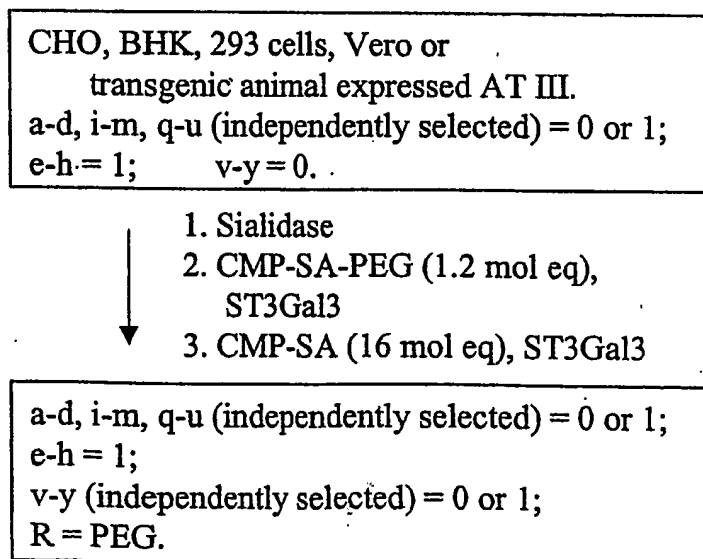 CHO, BHK, 293 cells, Vero or
transgenic animal expressed AT III.
a-d, i-m, q-u (independently selected) = 0 or 1;
e-h = 1; v-y = 0.
1. Sialidase
2. CMP-SA-PEG (1.2 mol eq),
ST3Gal3
3. CMP-SA (16 mol eq), ST3Gal3
a-d, i-m, q-u (independently selected) = 0 or 1;
e-h = 1;
v-y (independently selected) = 0 or 1;
R = PEG.